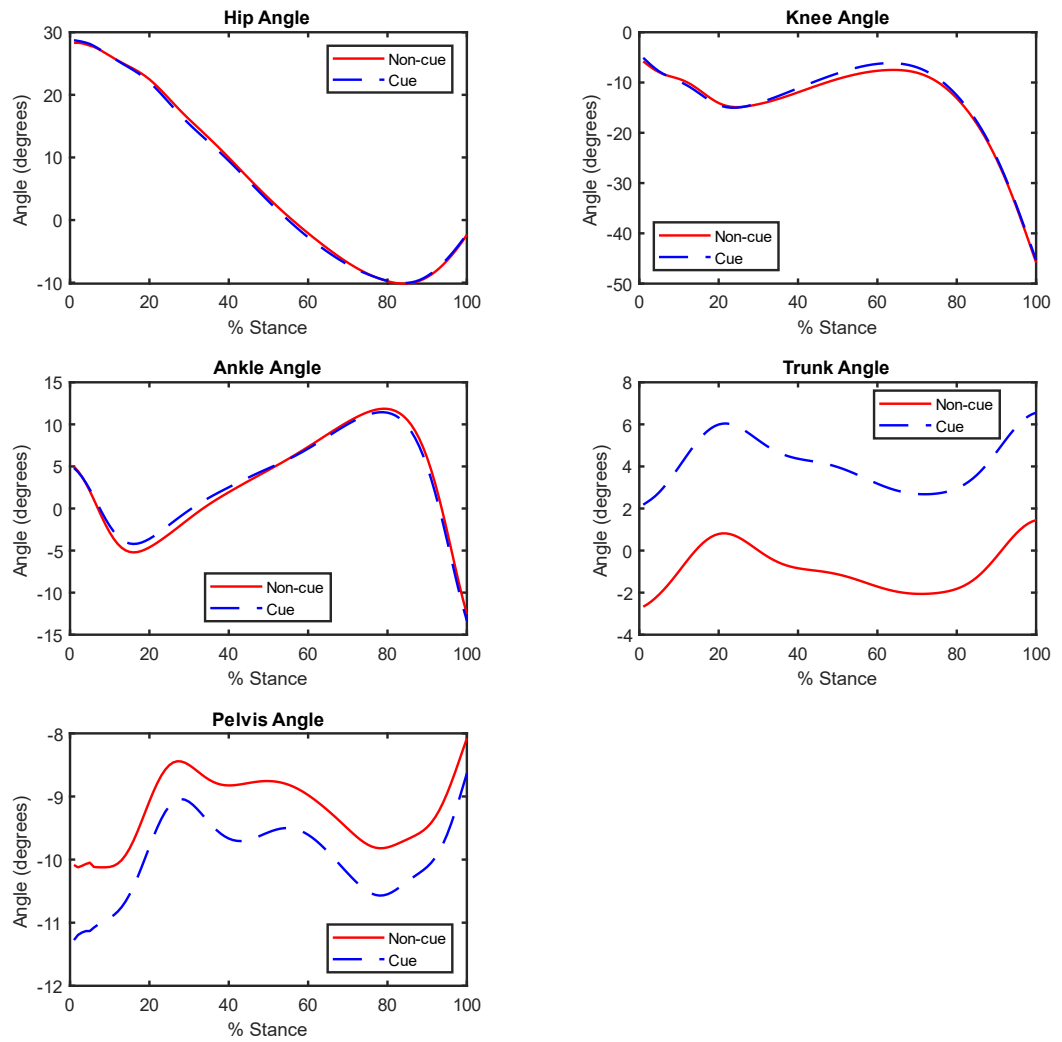 Hip Angle
Angle (degrees)
30
20
10
0
-10
0 20 40 60 80 100
% Stance
Non-cue
Cue
Knee Angle
Angle (degrees)
0
-10
-20
-30
-40
-50
0 20 40 60 80 100
% Stance
Non-cue
Cue
Ankle Angle
Angle (degrees)
15
10
5
0
-5
-10
-15
0 20 40 60 80 100
% Stance
Non-cue
Cue
Trunk Angle
Angle (degrees)
8
6
4
2
0
-2
-4
0 20 40 60 80 100
% Stance
Non-cue
Cue
Pelvis Angle
Angle (degrees)
-8
-9
-10
-11
-12
0 20 40 60 80 100
% Stance
Non-cue
Cue